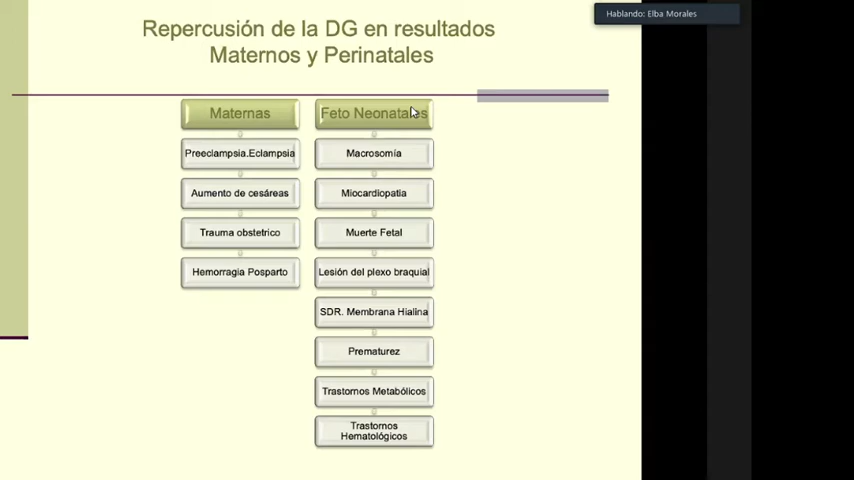 Hablando: Elba Morales
Repercusión de la DG en resultados
Maternos y Perinatales
Maternas
Preeclampsia.Eclampsia
Aumento de cesáreas
Trauma obstetrico
Hemorragia Posparto
Feto Neonatales
Macrosomía
Miocardiopatia
Muerte Fetal
Lesión del plexo braquial
SDR. Membrana Hialina
Prematurez
Trastornos Metabólicos
Trastornos
Hematológicos